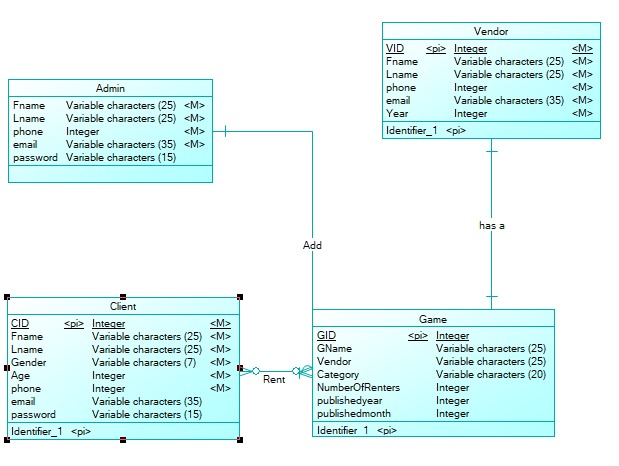 Vendor
VID <pi> Integer <M>
Fname Variable characters (25) <M>
Lname Variable characters (25) <M>
phone Integer <M>
email Variable characters (35) <M>
Year Integer <M>
Identifier_1 <pi>
Admin
Fname Variable characters (25) <M>
Lname Variable characters (25) <M>
phone Integer <M>
email Variable characters (35) <M>
password Variable characters (15)
has a
Add
Client
CID <pi> Integer <M>
Fname Variable characters (25) <M>
Lname Variable characters (25) <M>
Gender Variable characters (7) <M>
Age Integer <M>
phone Integer <M>
email Variable characters (35)
password Variable characters (15)
Identifier_1 <pi>
Rent
Game
GID <pi> Integer
GName Variable characters (25)
Vendor Variable characters (25)
Category Variable characters (20)
NumberOfRenters Integer
publishedyear Integer
publishedmonth Integer
Identifier_1 <pi>